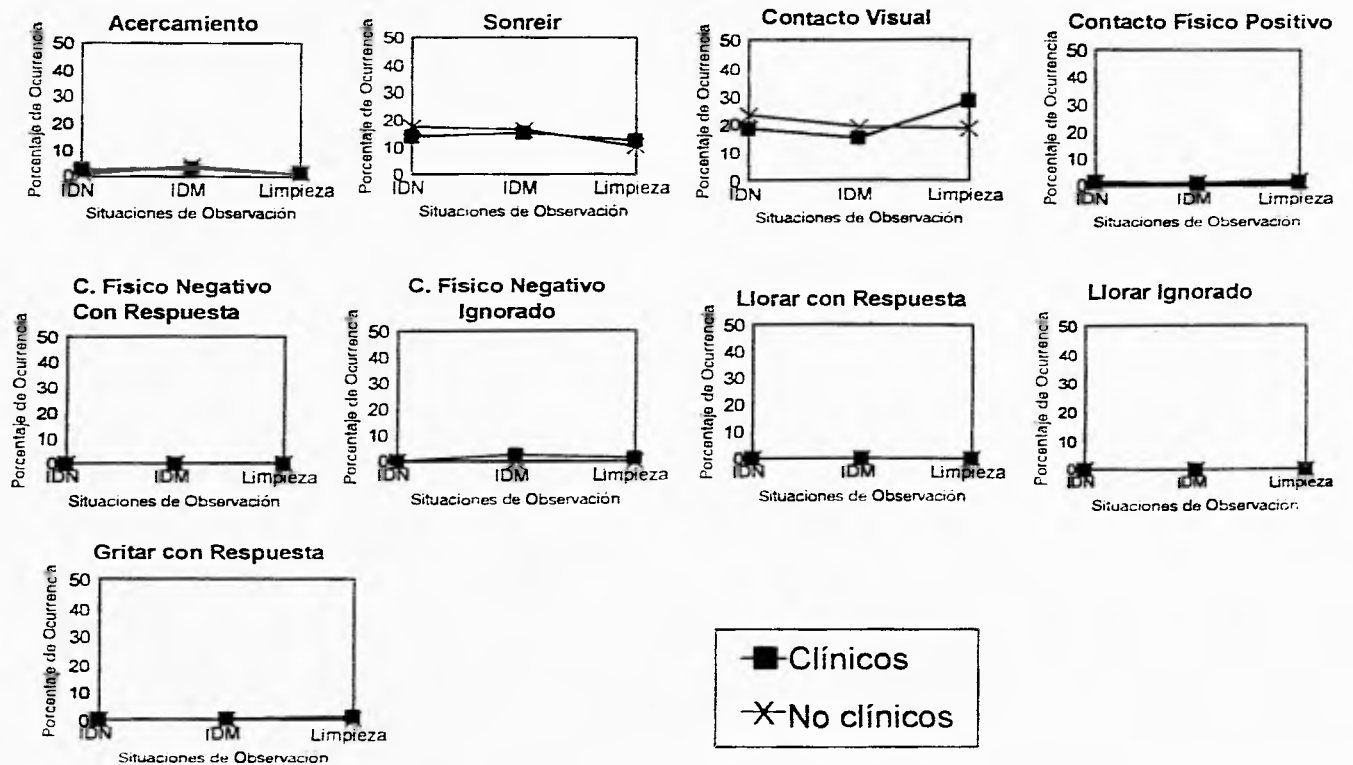 Acercamiento
Porcentaje de Ocurrencia
50
40
30
20
10
0
IDN IDM Limpieza
Situaciones de Observación
Sonreir
Porcentaje de Ocurrencia
50
40
30
20
10
0
IDN IDM Limpieza
Situaciones de Observación
Contacto Visual
Porcentaje de Ocurrencia
50
40
30
20
10
0
IDN IDM Limpieza
Situaciones de Observación
Contacto Físico Positivo
Porcentaje de Ocurrencia
50
40
30
20
10
0
IDN IDM Limpieza
Situaciones de Observación
C. Fisico Negativo
Con Respuesta
Porcentaje de Ocurrencia
50
40
30
20
10
0
IDN IDM Limpieza
Situaciones de Observación
C. Físico Negativo
Ignorado
Porcentaje de Ocurrencia
50
40
30
20
10
0
IDN IDM Limpieza
Situaciones de Observación
Llorar con Respuesta
Porcentaje de Ocurrencia
50
40
30
20
10
0
IDN IDM Limpieza
Situaciones de Observación
Llorar Ignorado
Porcentaje de Ocurrencia
50
40
30
20
10
0
IDN IDM Limpieza
Situaciones de Observación
Gritar con Respuesta
Porcentaje de Ocurrencia
50
40
30
20
10
0
IDN IDM Limpieza
Situaciones de Observación
Clínicos
No clínicos